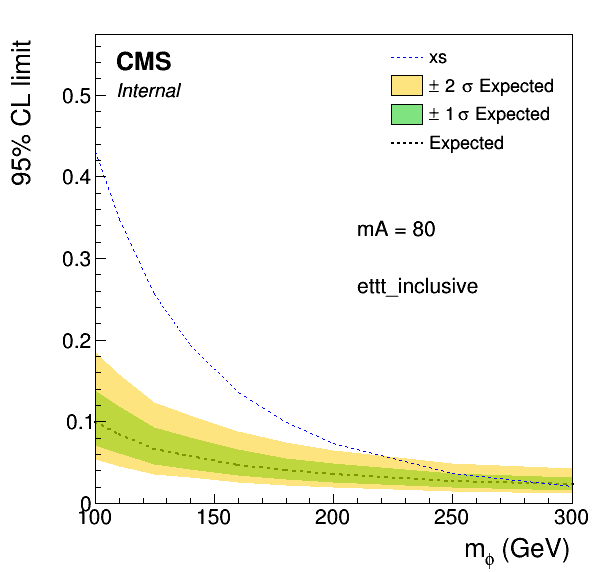 95% CL limit
CMS
Internal
xs
± 2 σ Expected
± 1 σ Expected
Expected
mA = 80
ettt_inclusive
0.5
0.4
0.3
0.2
0.1
0
100 150 200 250 300
mϕ (GeV)